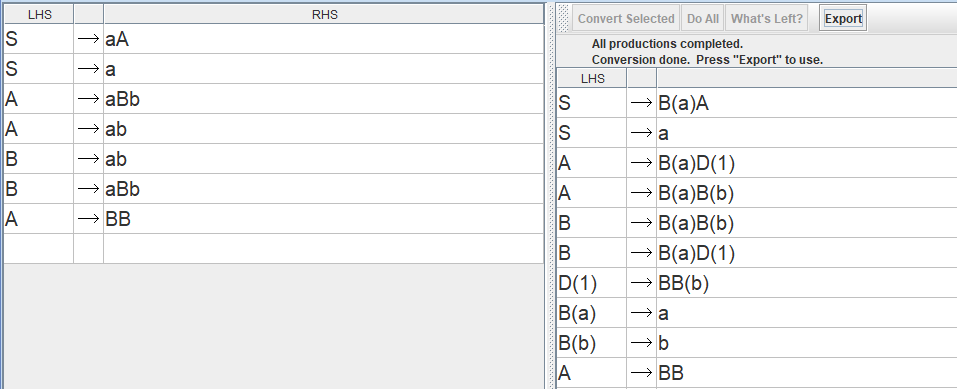 LHS RHS
S → aA
S → a
A → aBb
A → ab
B → ab
B → aBb
A → BB
Convert Selected Do All What's Left? Export
All productions completed.
Conversion done. Press "Export" to use.
LHS
S → B(a)A
S → a
A → B(a)D(1)
A → B(a)B(b)
B → B(a)B(b)
B → B(a)D(1)
D(1) → BB(b)
B(a) → a
B(b) → b
A → BB